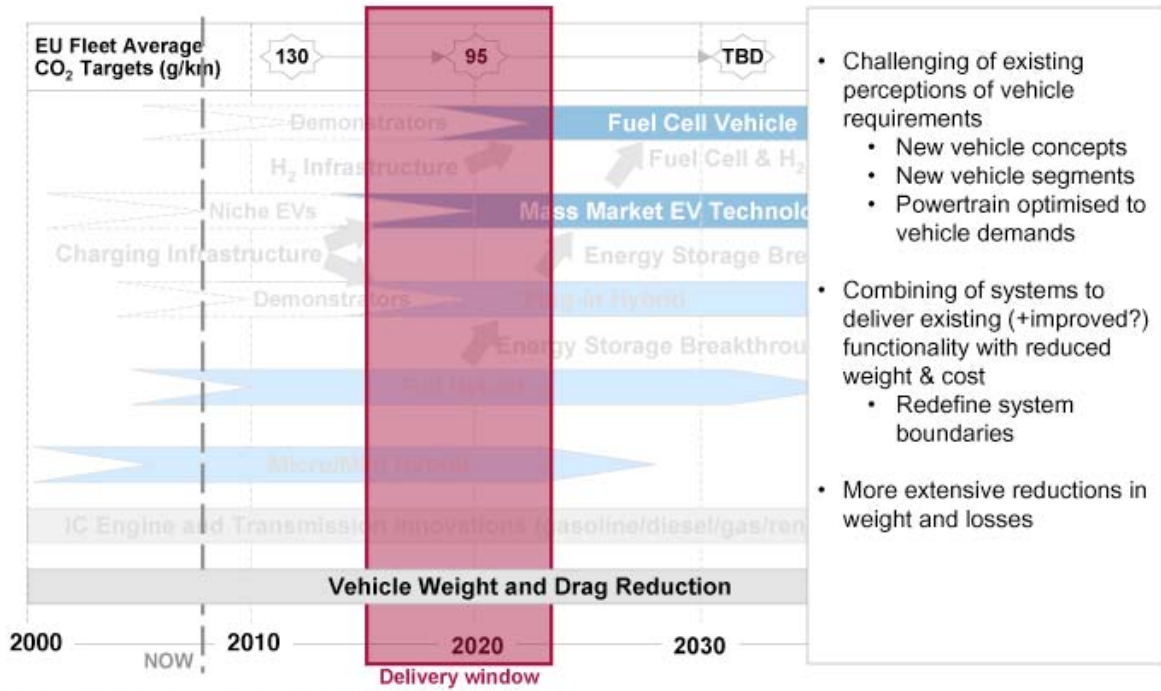 EU Fleet Average
CO₂ Targets (g/km)
130
95
TBD
Demonstrators
Fuel Cell Vehicle
H₂ Infrastructure
Fuel Cell & H₂
Niche EVs
Mass Market EV Technolo
Charging Infrastructure
Energy Storage Brea
Demonstrators
Plug-in Hybrid
Energy Storage Breakthrou
Full Hybrid
Micro/Mild Hybrid
IC Engine and Transmission innovations (gasoline/diesel/gas/ren
Vehicle Weight and Drag Reduction
2000
2010
2020
2030
NOW
Delivery window
• Challenging of existing
perceptions of vehicle
requirements
• New vehicle concepts
• New vehicle segments
• Powertrain optimised to
vehicle demands
• Combining of systems to
deliver existing (+improved?)
functionality with reduced
weight & cost
• Redefine system
boundaries
• More extensive reductions in
weight and losses